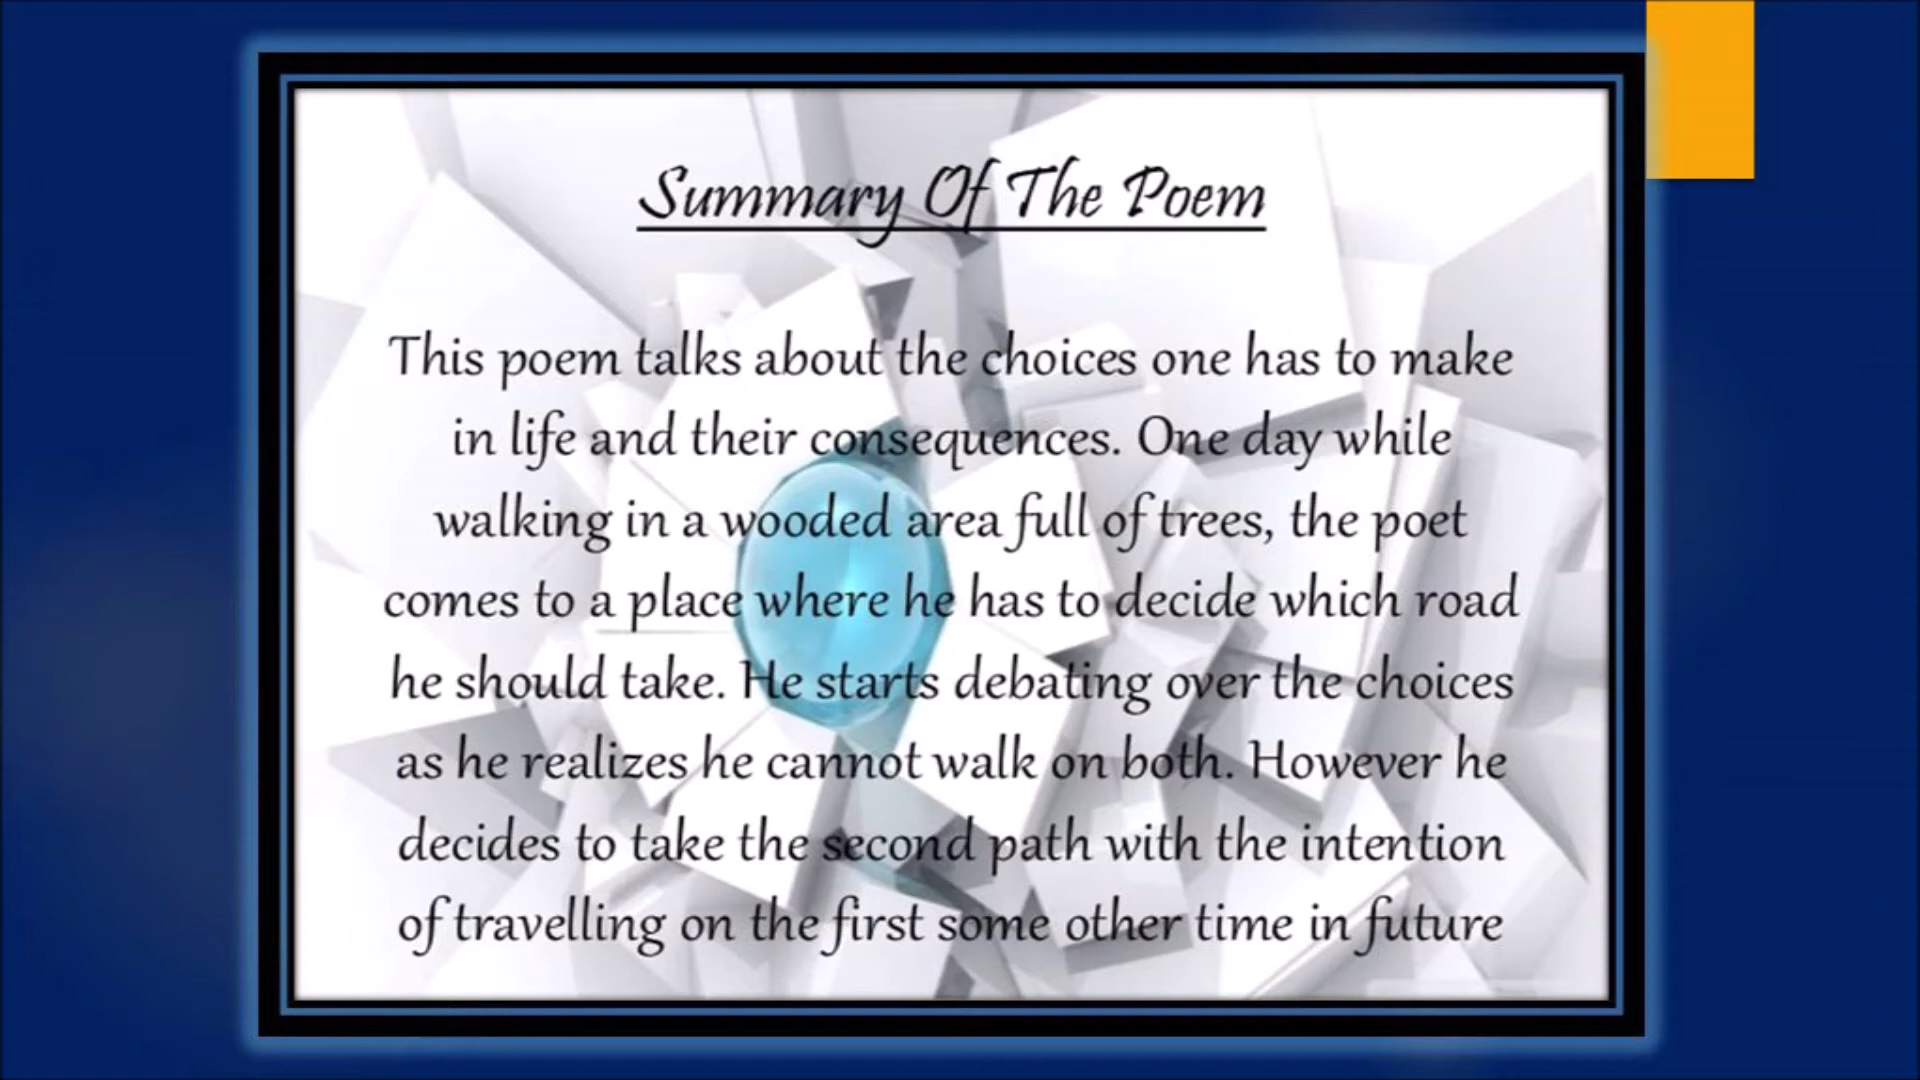 Summary Of The Poem
This poem talks about the choices one has to make
in life and their consequences. One day while
walking in a wooded area full of trees, the poet
comes to a place where he has to decide which road
he should take. He starts debating over the choices
as he realizes he cannot walk on both. However he
decides to take the second path with the intention
of travelling on the first some other time in future